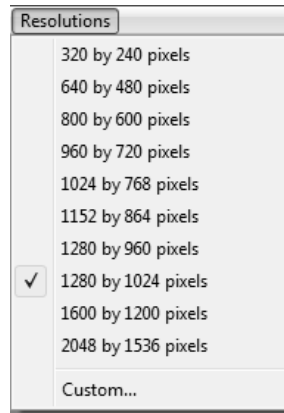 Resolutions
320 by 240 pixels
640 by 480 pixels
800 by 600 pixels
960 by 720 pixels
1024 by 768 pixels
1152 by 864 pixels
1280 by 960 pixels
1280 by 1024 pixels
1600 by 1200 pixels
2048 by 1536 pixels
Custom...